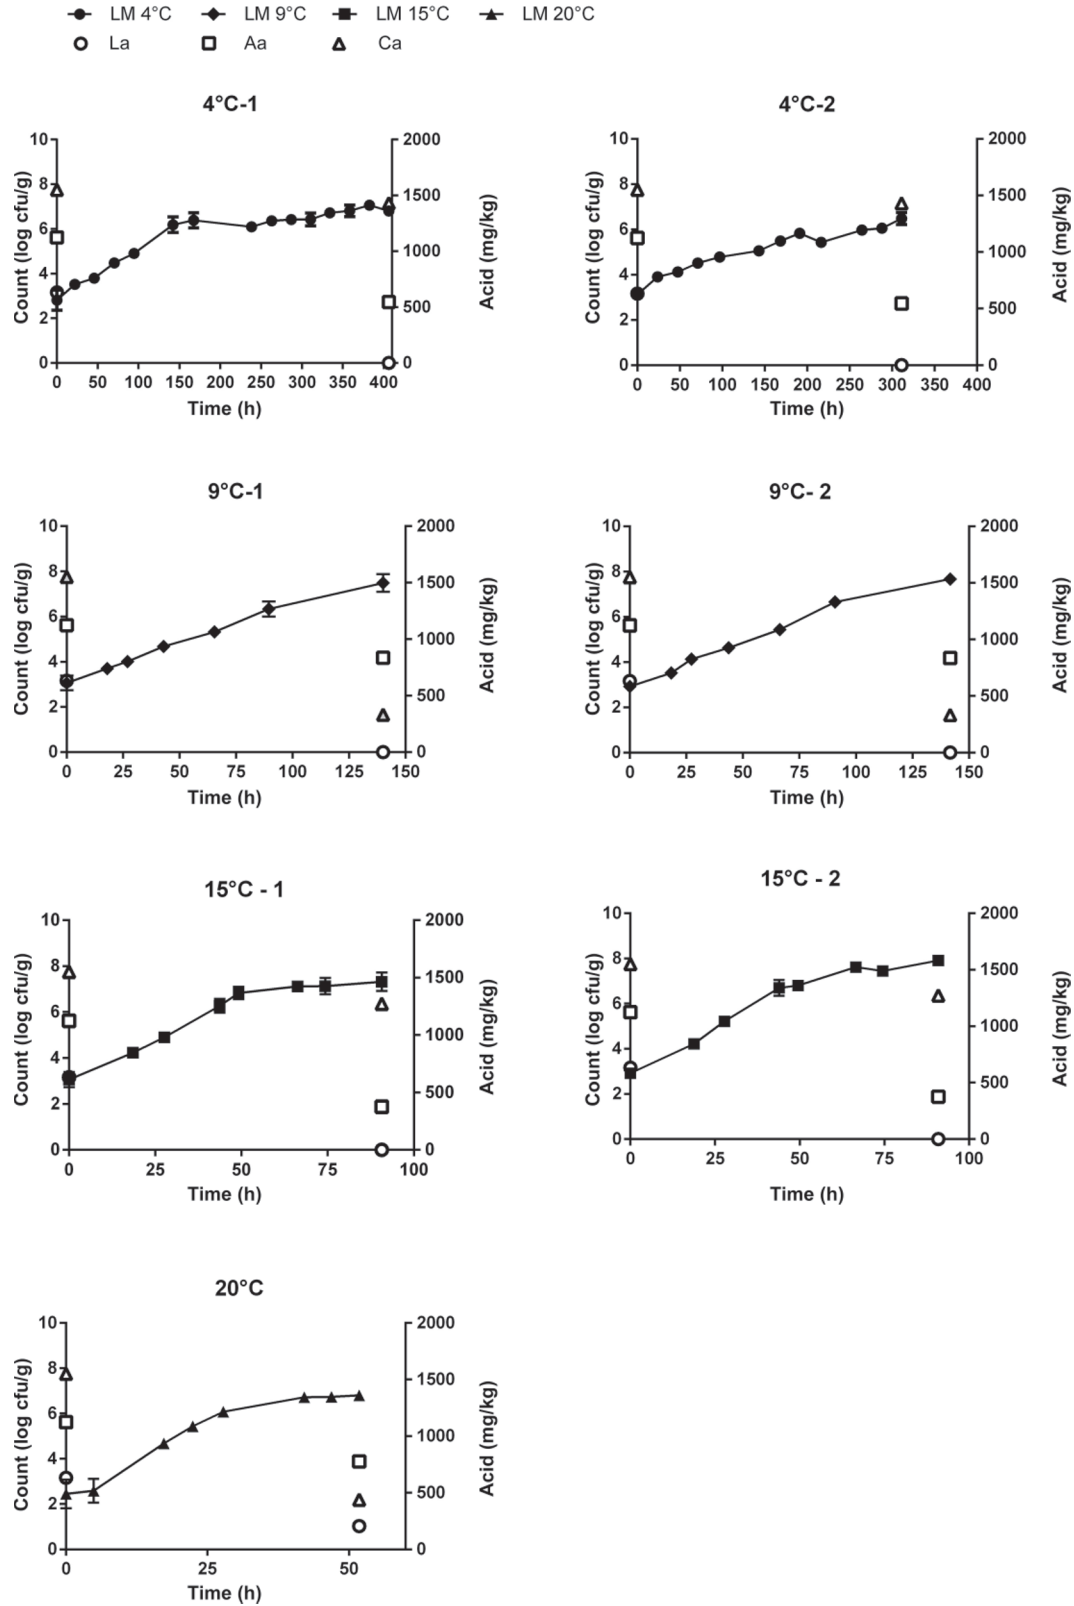 LM 4°C LM 9°C LM 15°C LM 20°C
La Aa Ca
4°C-1
10 8 6 4 2 0
Count (log cfu/g)
2000 1500 1000 500 0
Acid (mg/kg)
0 50 100 150 200 250 300 350 400
Time (h)
4°C-2
10 8 6 4 2 0
Count (log cfu/g)
2000 1500 1000 500 0
Acid (mg/kg)
0 50 100 150 200 250 300 350 400
Time (h)
9°C-1
10 8 6 4 2 0
Count (log cfu/g)
2000 1500 1000 500 0
Acid (mg/kg)
0 25 50 75 100 125 150
Time (h)
9°C- 2
10 8 6 4 2 0
Count (log cfu/g)
2000 1500 1000 500 0
Acid (mg/kg)
0 25 50 75 100 125 150
Time (h)
15°C - 1
10 8 6 4 2 0
Count (log cfu/g)
2000 1500 1000 500 0
Acid (mg/kg)
0 25 50 75 100
Time (h)
15°C - 2
10 8 6 4 2 0
Count (log cfu/g)
2000 1500 1000 500 0
Acid (mg/kg)
0 25 50 75 100
Time (h)
20°C
10 8 6 4 2 0
Count (log cfu/g)
2000 1500 1000 500 0
Acid (mg/kg)
0 25 50
Time (h)